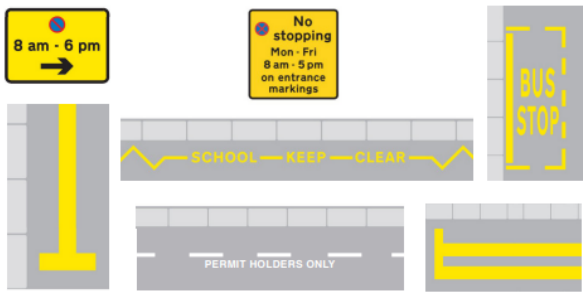 8 am - 6 pm
No
stopping
Mon - Fri
8 am - 5 pm
on entrance
markings
BUS
STOP
SCHOOL KEEP CLEAR
PERMIT HOLDERS ONLY